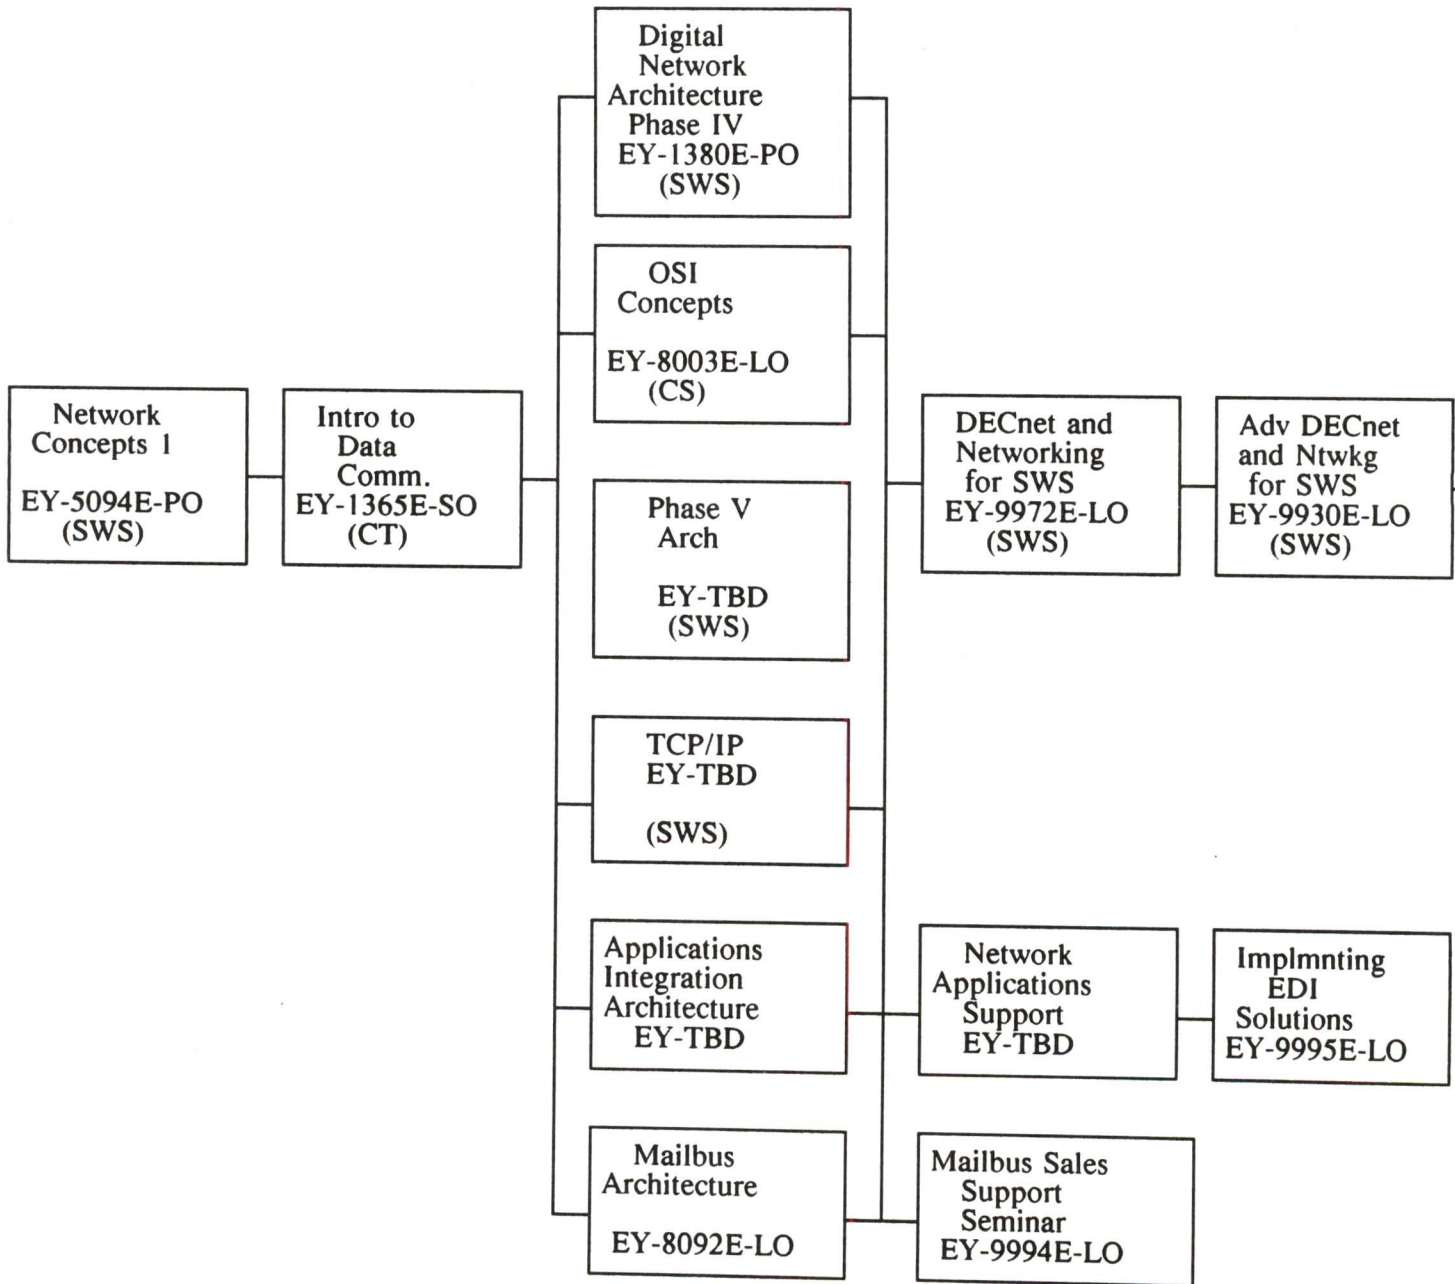 Network
Concepts 1
EY-5094E-PO
(SWS)
Intro to
Data
Comm.
EY-1365E-SO
(CT)
Digital
Network
Architecture
Phase IV
EY-1380E-PO
(SWS)
OSI
Concepts
EY-8003E-LO
(CS)
Phase V
Arch
EY-TBD
(SWS)
TCP/IP
EY-TBD
(SWS)
Applications
Integration
Architecture
EY-TBD
Mailbus
Architecture
EY-8092E-LO
DECnet and
Networking
for SWS
EY-9972E-LO
(SWS)
Adv DECnet
and Ntwkg
for SWS
EY-9930E-LO
(SWS)
Network
Applications
Support
EY-TBD
Implmnting
EDI
Solutions
EY-9995E-LO
Mailbus Sales
Support
Seminar
EY-9994E-LO